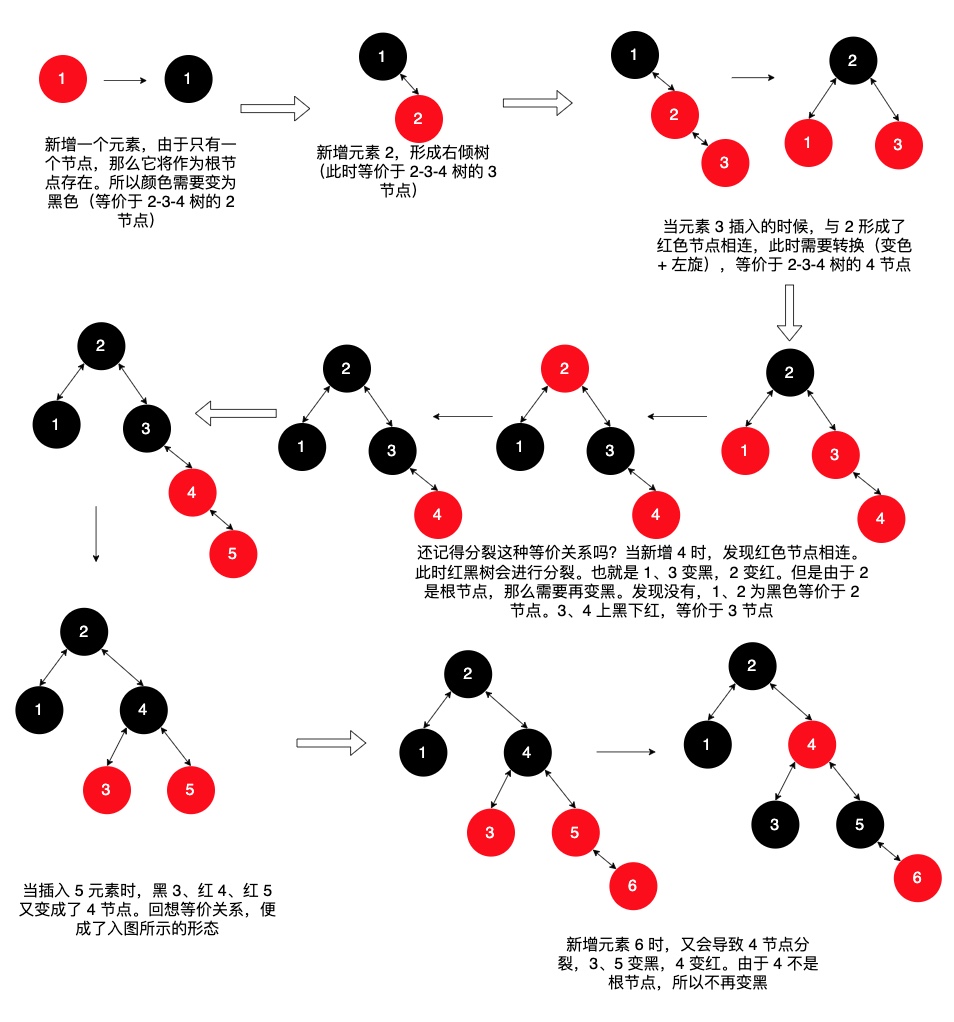 1
1
新增一个元素，由于只有一
个节点，那么它将作为根节
点存在。所以颜色需要变为
黑色（等价于 2-3-4 树的 2
节点）
1
2
新增元素 2，形成右倾树
（此时等价于 2-3-4 树的 3
节点）
1
2
3
2
1
3
当元素 3 插入的时候，与 2 形成了
红色节点相连，此时需要转换（变色
+ 左旋）, 等价于 2-3-4 树的 4 节点
2
1
3
4
2
1
3
4
2
1
3
4
还记得分裂这种等价关系吗？当新增 4 时，发现红色节点相连。
此时红黑树会进行分裂。也就是 1、3 变黑，2 变红。但是由于 2
是根节点，那么需要再变黑。发现没有，1、2 为黑色等价于 2
节点。3、4 上黑下红，等价于 3 节点
2
1
3
4
5
2
1
4
3
5
当插入 5 元素时，黑 3、红 4、红 5
又变成了 4 节点。回想等价关系，便
成了入图所示的形态
2
1
4
3
5
6
2
1
4
3
5
6
新增元素 6 时，又会导致 4 节点分
裂，3、5 变黑，4 变红。由于 4 不是
根节点，所以不再变黑